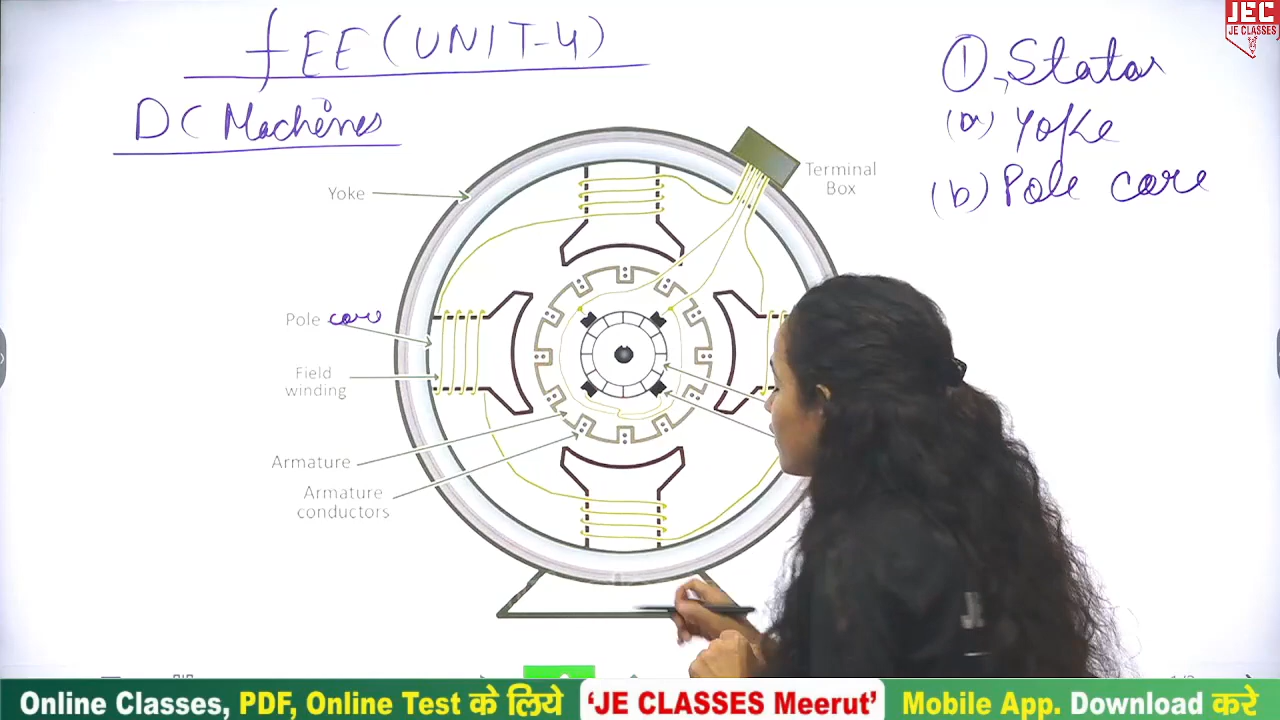 fEE (UNIT-4)
DC Machines
① Stator
(a) Yoke
(b) Pole core
JEC
JE CLASSES
Yoke
Terminal
Box
Pole core
Field
winding
Armature
Armature
conductors
Online Classes, PDF, Online Test के लिये 'JE CLASSES Meerut' Mobile App. Download करे